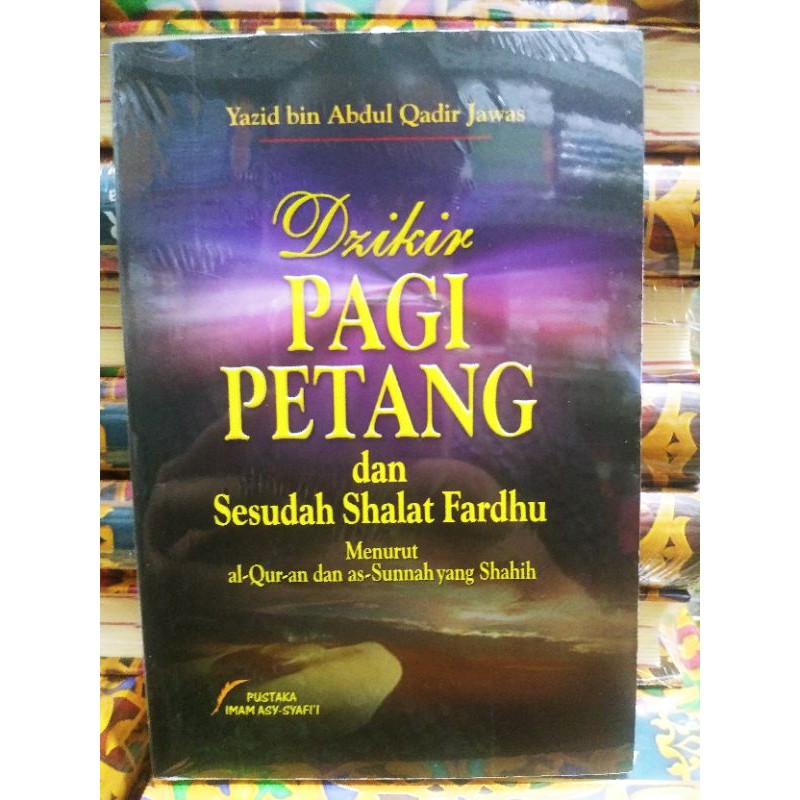 Yazid bin Abdul Qadir Jawas
Dzikir
PAGI
PETANG
dan
Sesudah Shalat Fardhu
Menurut
al-Qur-an dan as-Sunnah yang Shahih
PUSTAKA
IMAM ASY-SYAFI'I